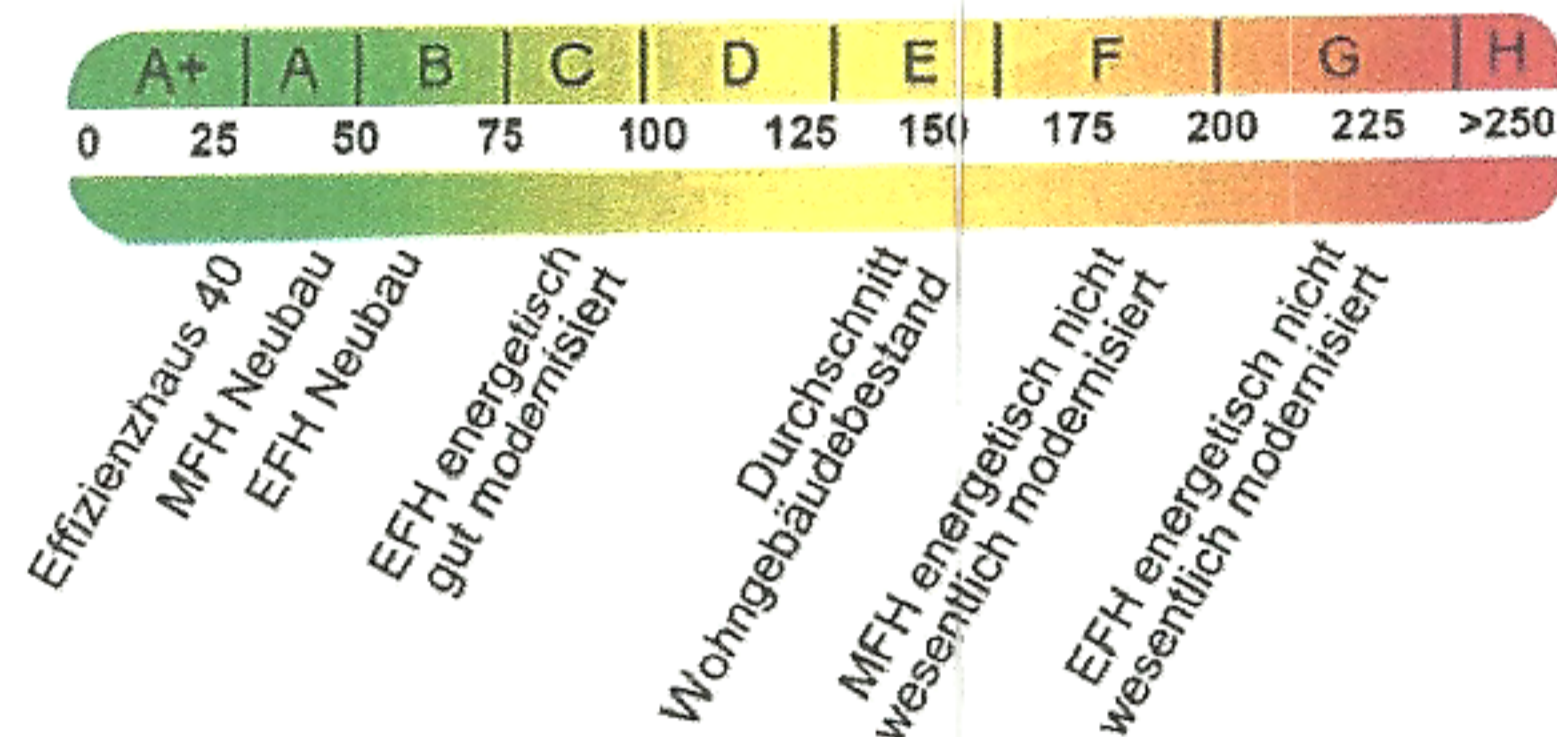 A+ A B C D E F G H
0 25 50 75 100 125 150 175 200 225 >250
Effizienzhaus 40
MFH Neubau
EFH Neubau
EFH energetisch
gut modernisiert
Durchschnitt
Wohngebäudebestand
MFH energetisch nicht
wesentlich modernisiert
EFH energetisch nicht
wesentlich modernisiert